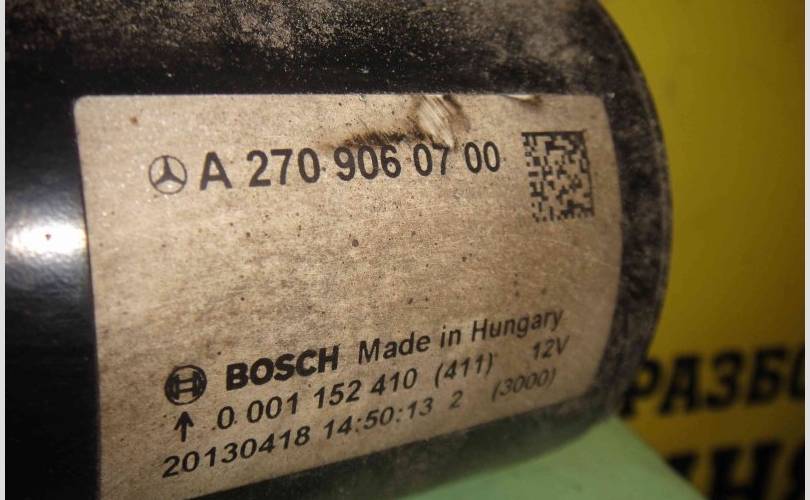 A 270 906 07 00
BOSCH Made in Hungary
0 001 152 410 (411) 12V
20130418 14:50:13 2 (3000)